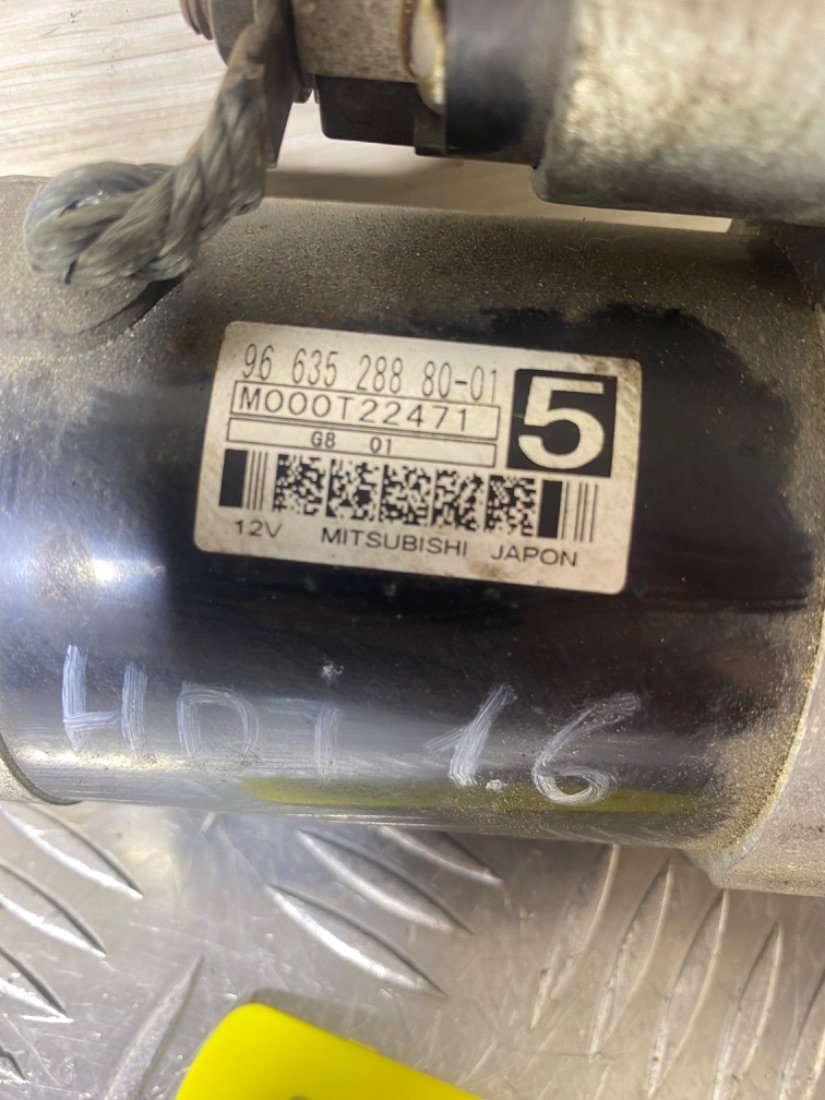 96 635 288 80-01
5
M000T22471
G8 01
12V MITSUBISHI JAPON
HDI 1.6